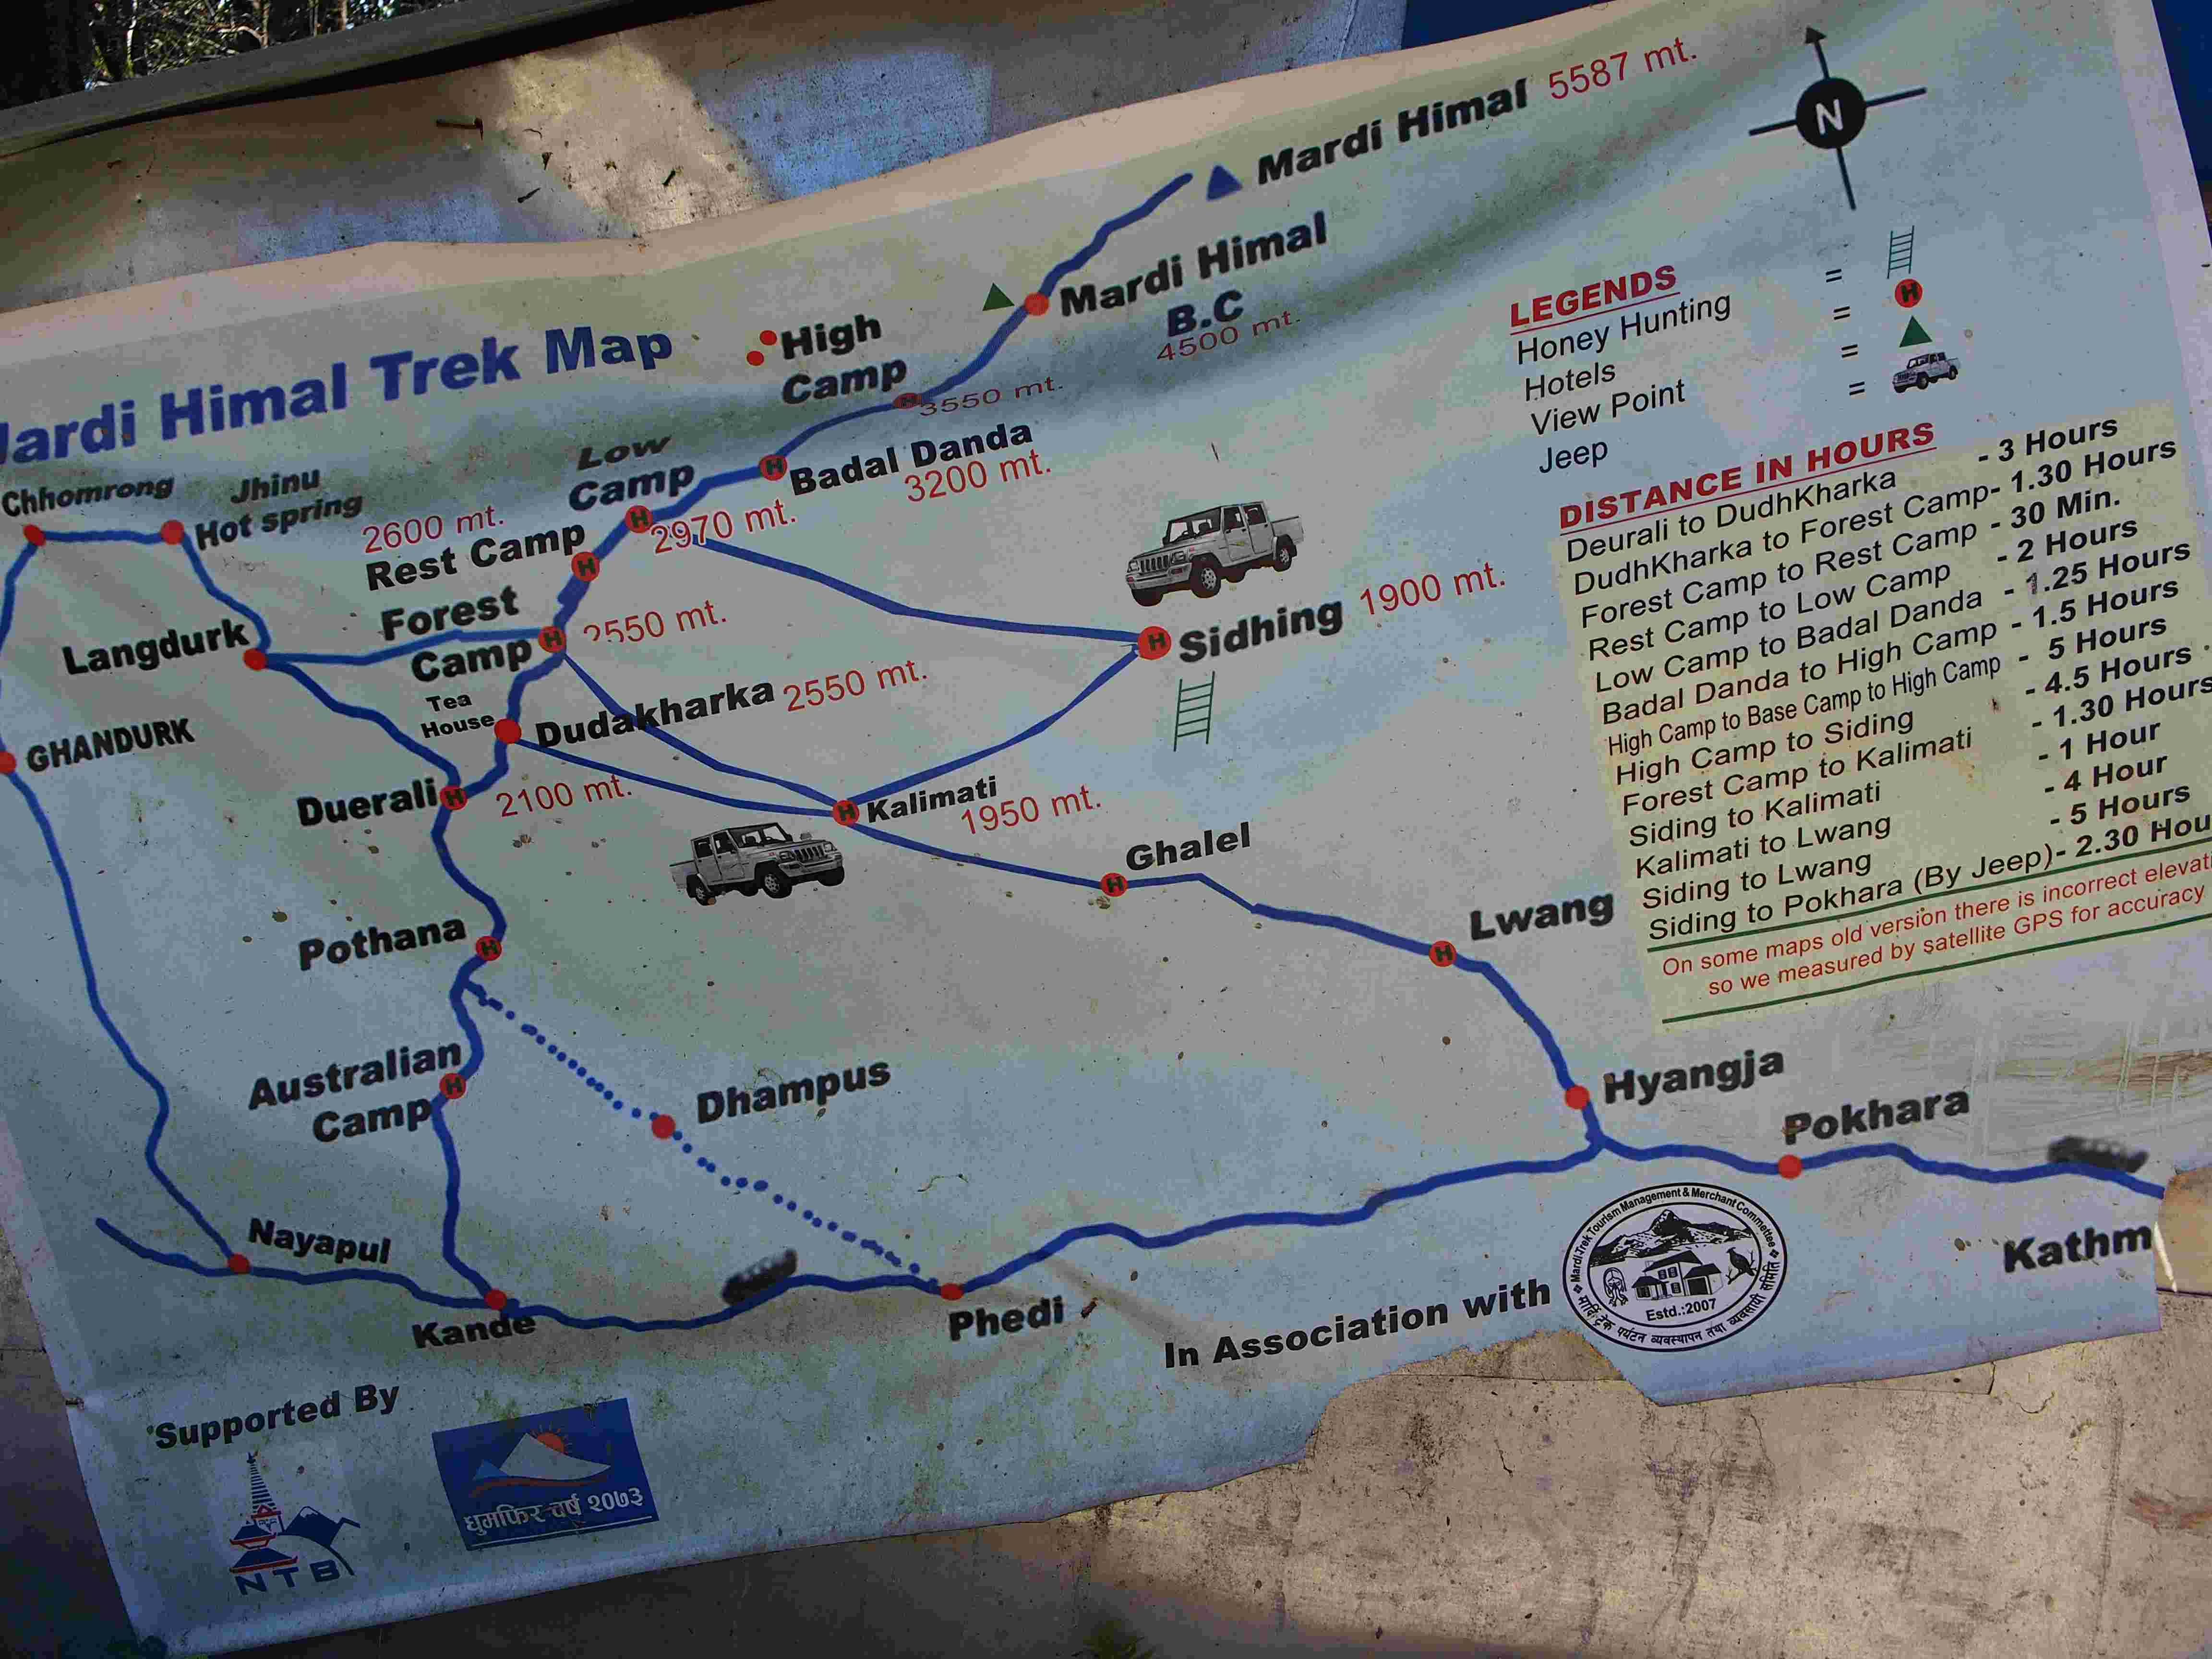 Mardi Himal 5587 mt.
N
Mardi Himal
B.C
4500 mt.
ardi Himal Trek Map
High
Camp
3550 mt.
Low
Camp
2970 mt.
Badal Danda
3200 mt.
Chhomrong
Jhinu
Hot spring
2600 mt.
Rest Camp
Forest
Camp
2550 mt.
Langdurk
Tea
House
Dudakharka 2550 mt.
Sidhing 1900 mt.
GHANDURK
Duerali
2100 mt.
Kalimati
1950 mt.
Ghalel
Lwang
Pothana
Australian
Camp
Dhampus
Hyangja
Pokhara
Kathm
Nayapul
Kande
Phedi
LEGENDS
Honey Hunting =
Hotels = H
View Point =
Jeep =
DISTANCE IN HOURS
Deurali to DudhKharka - 3 Hours
DudhKharka to Forest Camp- 1.30 Hours
Forest Camp to Rest Camp - 30 Min.
Rest Camp to Low Camp - 2 Hours
Low Camp to Badal Danda - 1.25 Hours
Badal Danda to High Camp - 1.5 Hours
High Camp to Base Camp to High Camp - 5 Hours
High Camp to Siding - 4.5 Hours
Forest Camp to Kalimati - 1.30 Hours
Siding to Kalimati - 1 Hour
Kalimati to Lwang - 4 Hour
Siding to Lwang - 5 Hours
Siding to Pokhara (By Jeep)- 2.30 Hou
On some maps old version there is incorrect elevati
so we measured by satellite GPS for accuracy
In Association with
Mardi Trek Tourism Management & Merchant Committee
Estd.:2007
मार्दि ट्रेक पर्यटन व्यवस्थापन तथा व्यवसायी समिति
Supported By
NTB
घुमफिर वर्ष २०७३